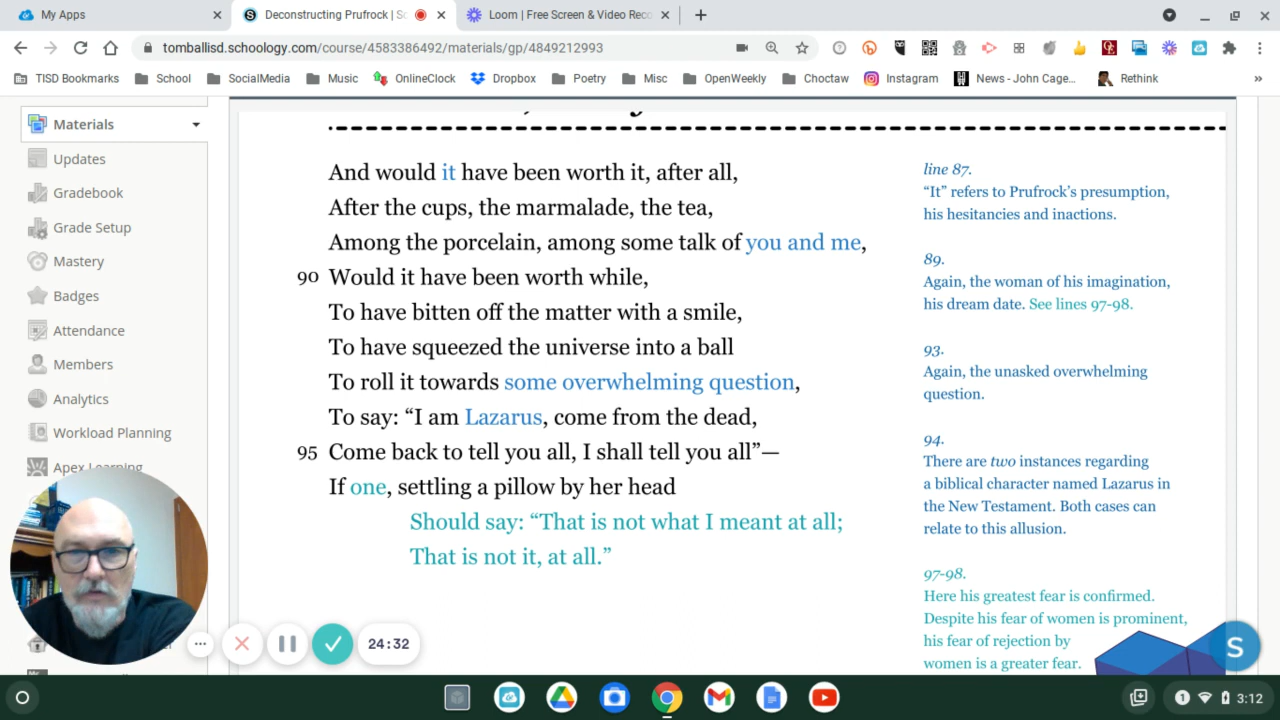 My Apps
Deconstructing Prufrock | Sc
Loom | Free Screen & Video Reco
tomballisd.schoology.com/course/4583386492/materials/gp/4849212993
TISD Bookmarks School SocialMedia Music OnlineClock Dropbox Poetry Misc OpenWeekly Choctaw Instagram News - John Cage... Rethink »
Materials
Updates
Gradebook
Grade Setup
Mastery
Badges
Attendance
Members
Analytics
Workload Planning
Apex Learning
And would it have been worth it, after all,
After the cups, the marmalade, the tea,
Among the porcelain, among some talk of you and me,
90 Would it have been worth while,
To have bitten off the matter with a smile,
To have squeezed the universe into a ball
To roll it towards some overwhelming question,
To say: “I am Lazarus, come from the dead,
95 Come back to tell you all, I shall tell you all”—
If one, settling a pillow by her head
Should say: “That is not what I meant at all;
That is not it, at all.”
line 87.
“It” refers to Prufrock’s presumption,
his hesitancies and inactions.
89.
Again, the woman of his imagination,
his dream date. See lines 97-98.
93.
Again, the unasked overwhelming
question.
94.
There are two instances regarding
a biblical character named Lazarus in
the New Testament. Both cases can
relate to this allusion.
97-98.
Here his greatest fear is confirmed.
Despite his fear of women is prominent,
his fear of rejection by
women is a greater fear.
24:32
S
1
3:12